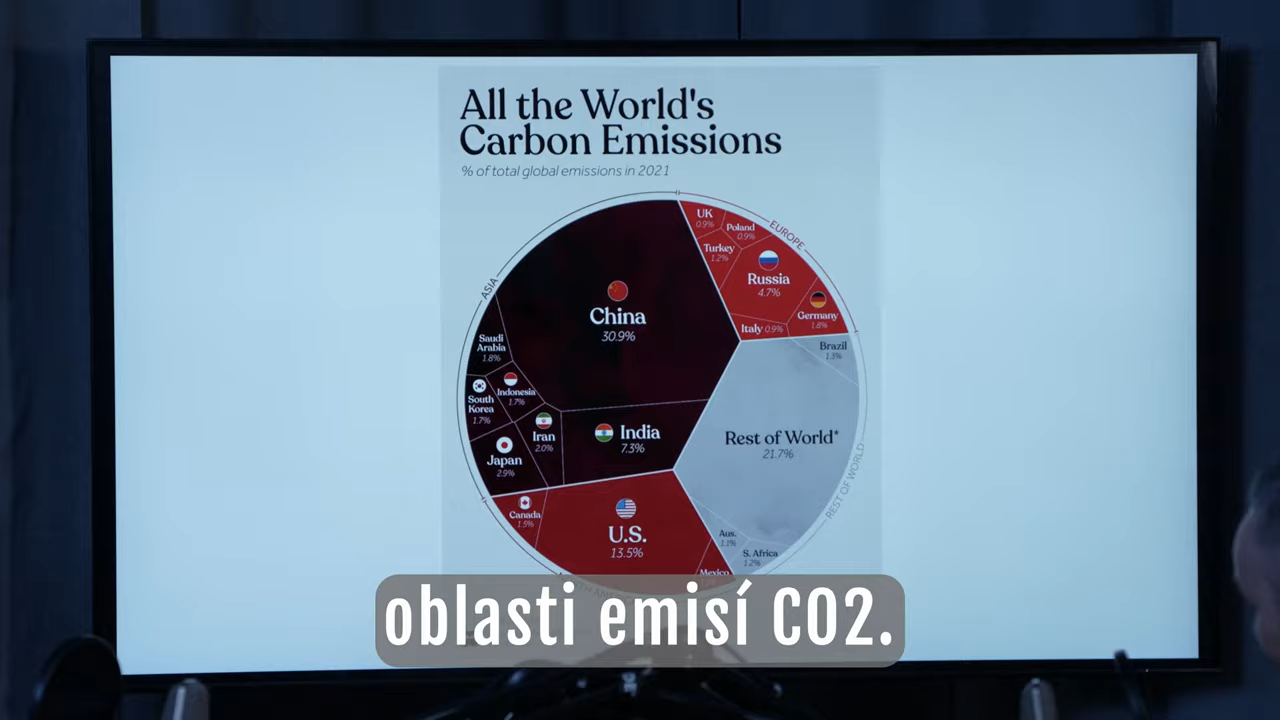 All the World's
Carbon Emissions
% of total global emissions in 2021
ASIA
EUROPE
UK
0.9%
Poland
0.9%
Turkey
1.2%
Russia
4.7%
Germany
1.8%
Italy 0.9%
China
30.9%
Saudi
Arabia
1.8%
Indonesia
1.7%
South
Korea
1.7%
Iran
2.0%
Japan
2.9%
India
7.3%
Brazil
1.3%
Rest of World*
21.7%
REST OF WORLD
Canada
1.5%
U.S.
13.5%
Aus.
1.1%
S. Africa
1.2%
Mexico
oblasti emisí CO2.